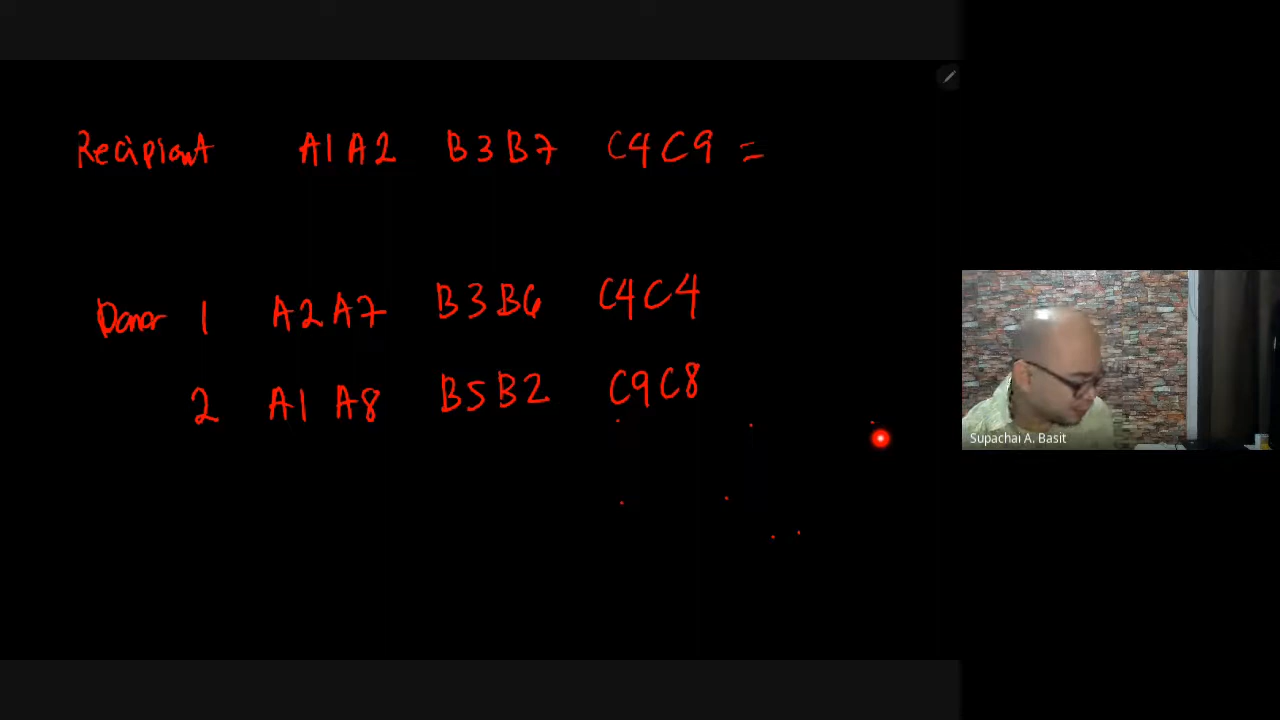 Recipient A1 A2 B3 B7 C4 C9 =
Donor 1 A2 A7 B3 B6 C4 C4
2 A1 A8 B5 B2 C9 C8
Supachai A. Basit